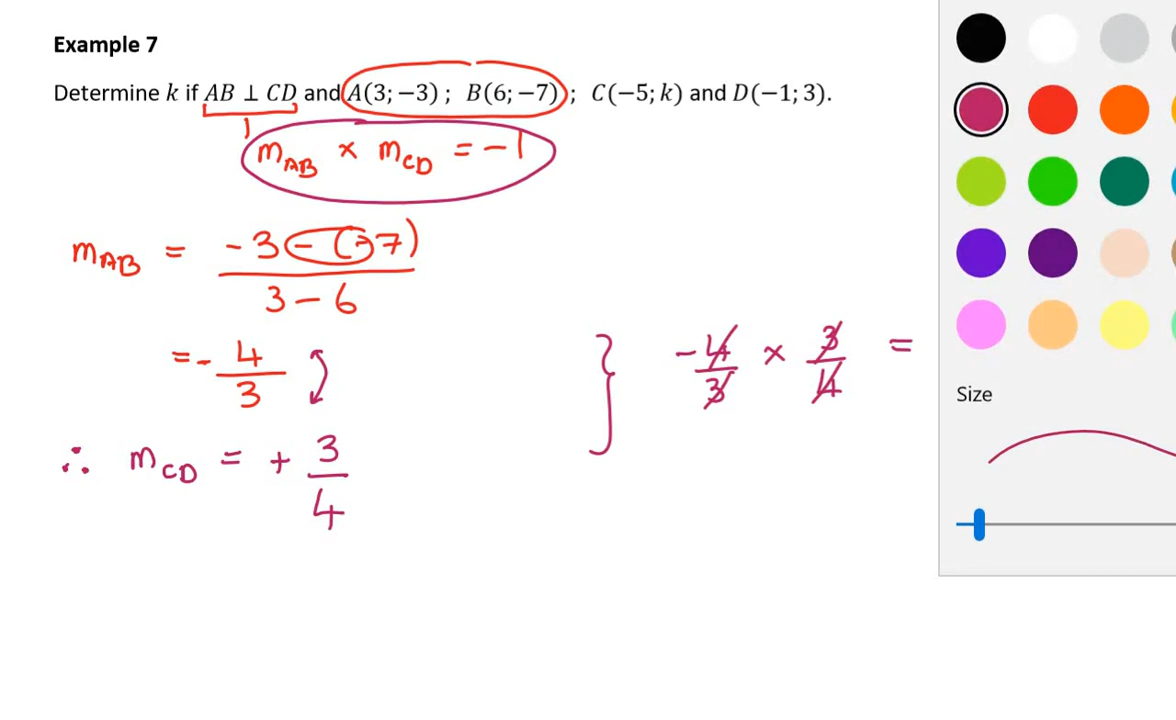 Example 7
Determine k if AB ⊥ CD and A(3; −3) ; B(6; −7) ; C(−5; k) and D(−1; 3).
m_AB × m_CD = −1
m_AB = (-3 - (-7)) / (3 - 6)
= - 4/3
∴ m_CD = + 3/4
} -4/3 × 3/4 =
Size